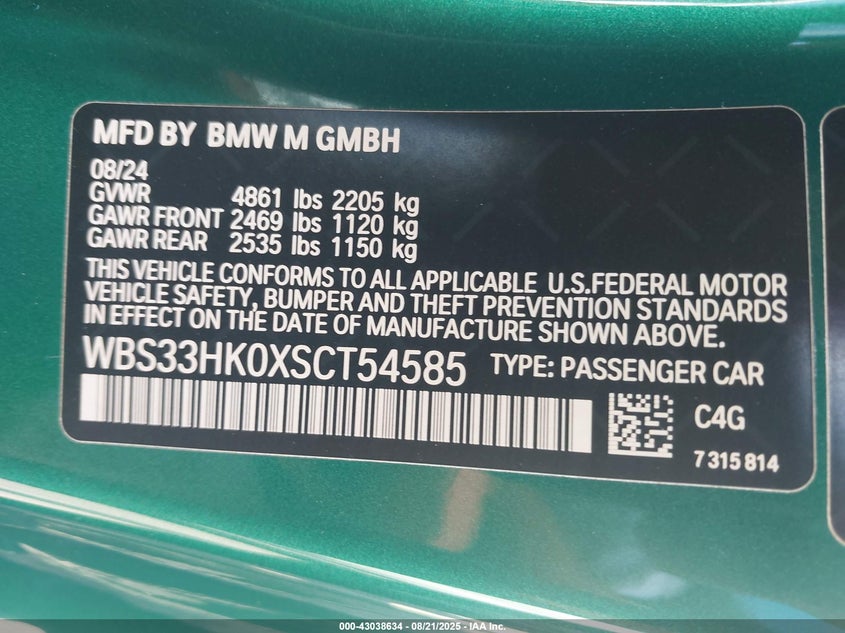 MFD BY BMW M GMBH
08/24
GVWR 4861 lbs 2205 kg
GAWR FRONT 2469 lbs 1120 kg
GAWR REAR 2535 lbs 1150 kg
THIS VEHICLE CONFORMS TO ALL APPLICABLE U.S.FEDERAL MOTOR
VEHICLE SAFETY, BUMPER AND THEFT PREVENTION STANDARDS
IN EFFECT ON THE DATE OF MANUFACTURE SHOWN ABOVE.
WBS33HK0XSCT54585 TYPE: PASSENGER CAR
C4G
7 315 814
000-43038634 - 08/21/2025 - IAA Inc.